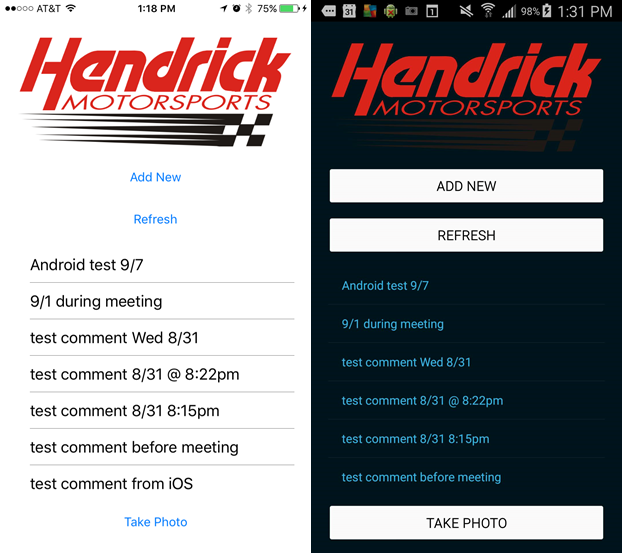 AT&T 1:18 PM 75%
Hendrick
MOTORSPORTS
Add New
Refresh
Android test 9/7
9/1 during meeting
test comment Wed 8/31
test comment 8/31 @ 8:22pm
test comment 8/31 8:15pm
test comment before meeting
test comment from iOS
Take Photo
31 1 98% 1:31 PM
Hendrick
MOTORSPORTS
ADD NEW
REFRESH
Android test 9/7
9/1 during meeting
test comment Wed 8/31
test comment 8/31 @ 8:22pm
test comment 8/31 8:15pm
test comment before meeting
TAKE PHOTO